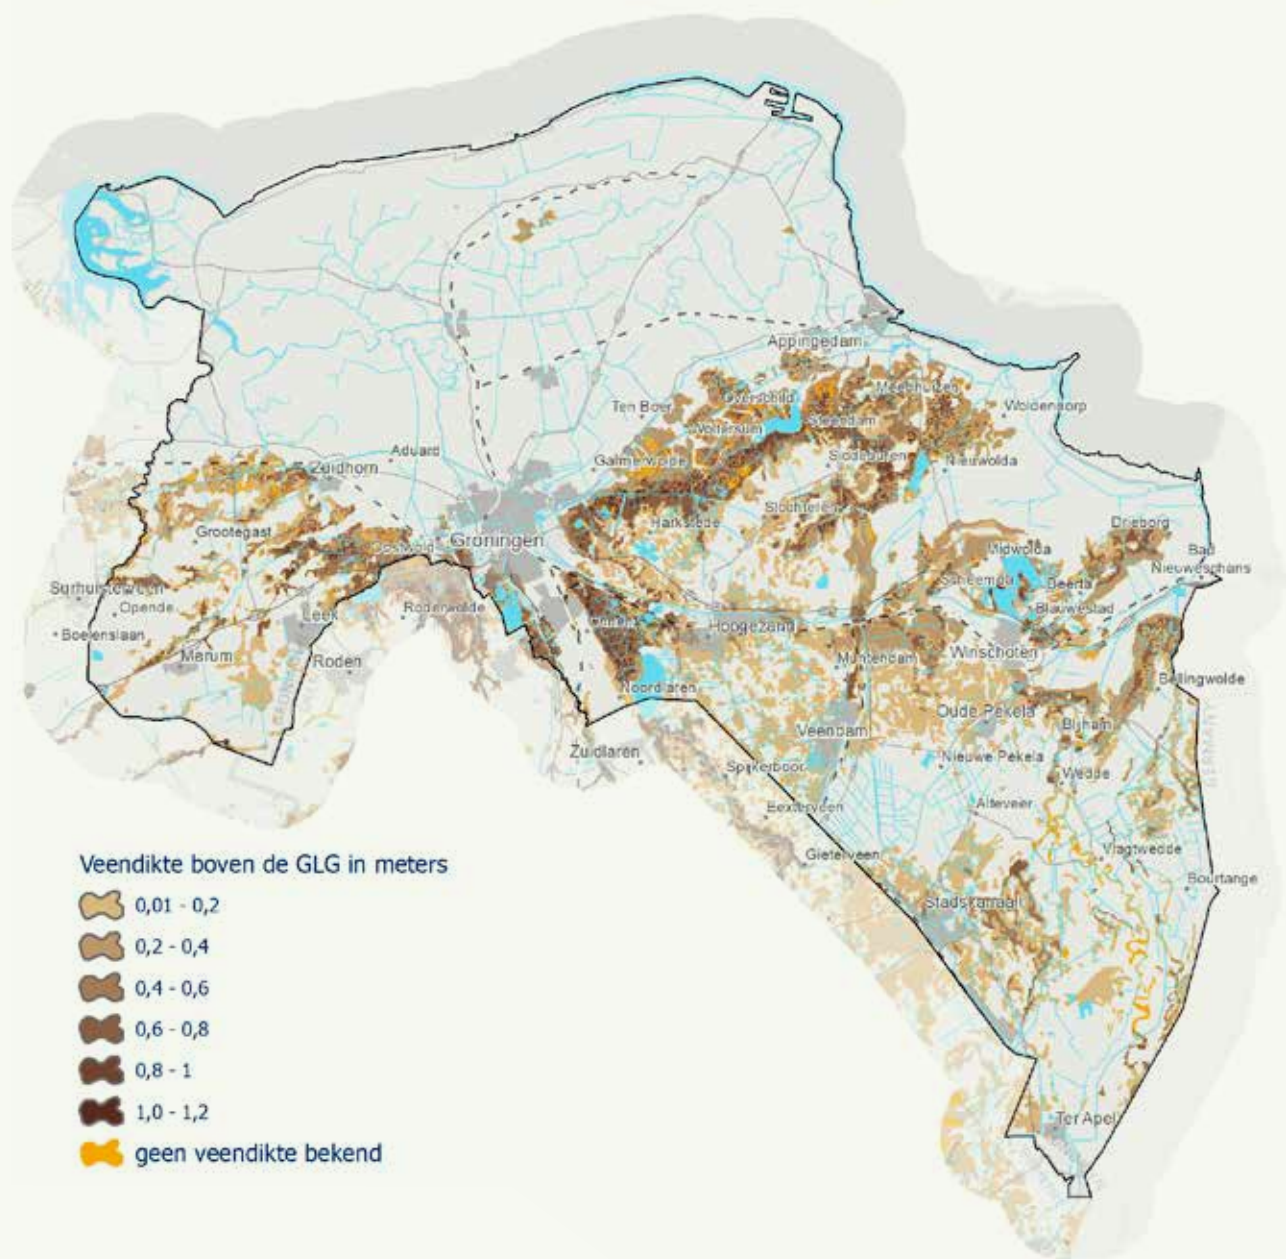 Appingedam
Meedhuizen
Overschild
Ten Boer
Woldendorp
Woltersum
Steendam
Aduard
Zuidhorn
Garmerwolde
Siddeburen
Nieuwolda
Slochteren
Harkstede
Grootegast
Oostwold
Groningen
Drieborg
Midwolda
Bad
Nieuweschans
Surhuisterveen
Opende
Scheemda
Beerta
Blauwestad
Roderwolde
Leek
Boelenslaan
Hoogezand
Marum
Roden
Muntendam
Winschoten
Noordlaren
Bellingwolde
Oude Pekela
Blijham
Veendam
Zuidlaren
Nieuwe Pekela
Spijkerboor
Wedde
Eexterveen
Alteveer
Gieterveen
Vlagtwedde
Bourtange
Stadskanaal
Ter Apel
Veendikte boven de GLG in meters
0,01 - 0,2
0,2 - 0,4
0,4 - 0,6
0,6 - 0,8
0,8 - 1
1,0 - 1,2
geen veendikte bekend